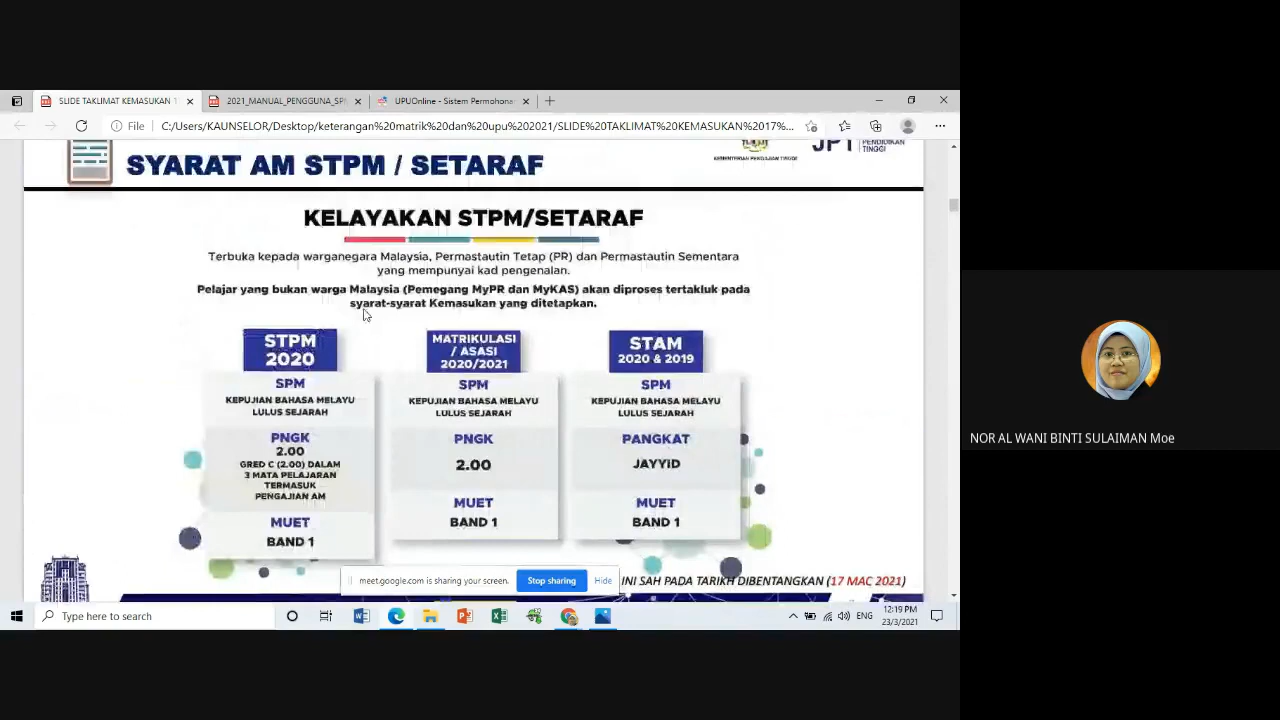 SLIDE TAKLIMAT KEMASUKAN 1
2021_MANUAL_PENGGUNA_SP
UPUOnline - Sistem Permohona
File
C:/Users/KAUNSELOR/Desktop/keterangan%20matrik%20dan%20upu%202021/SLIDE%20TAKLIMAT%20KEMASUKAN%2017%...
SYARAT AM STPM / SETARAF
KEMENTERIAN PENGAJIAN TINGGI
JPT
PENDIDIKAN
TINGGI
KELAYAKAN STPM/SETARAF
Terbuka kepada warganegara Malaysia, Permastautin Tetap (PR) dan Permastautin Sementara
yang mempunyai kad pengenalan.
Pelajar yang bukan warga Malaysia (Pemegang MyPR dan MyKAS) akan diproses tertakluk pada
syarat-syarat Kemasukan yang ditetapkan.
STPM
2020
SPM
KEPUJIAN BAHASA MELAYU
LULUS SEJARAH
PNGK
2.00
GRED C (2.00) DALAM
3 MATA PELAJARAN
TERMASUK
PENGAJIAN AM
MUET
BAND 1
MATRIKULASI
/ ASASI
2020/2021
SPM
KEPUJIAN BAHASA MELAYU
LULUS SEJARAH
PNGK
2.00
MUET
BAND 1
STAM
2020 & 2019
SPM
KEPUJIAN BAHASA MELAYU
LULUS SEJARAH
PANGKAT
JAYYID
MUET
BAND 1
meet.google.com is sharing your screen.
Stop sharing
Hide
INI SAH PADA TARIKH DIBENTANGKAN (17 MAC 2021)
Type here to search
ENG
12:19 PM
23/3/2021
NOR AL WANI BINTI SULAIMAN Moe